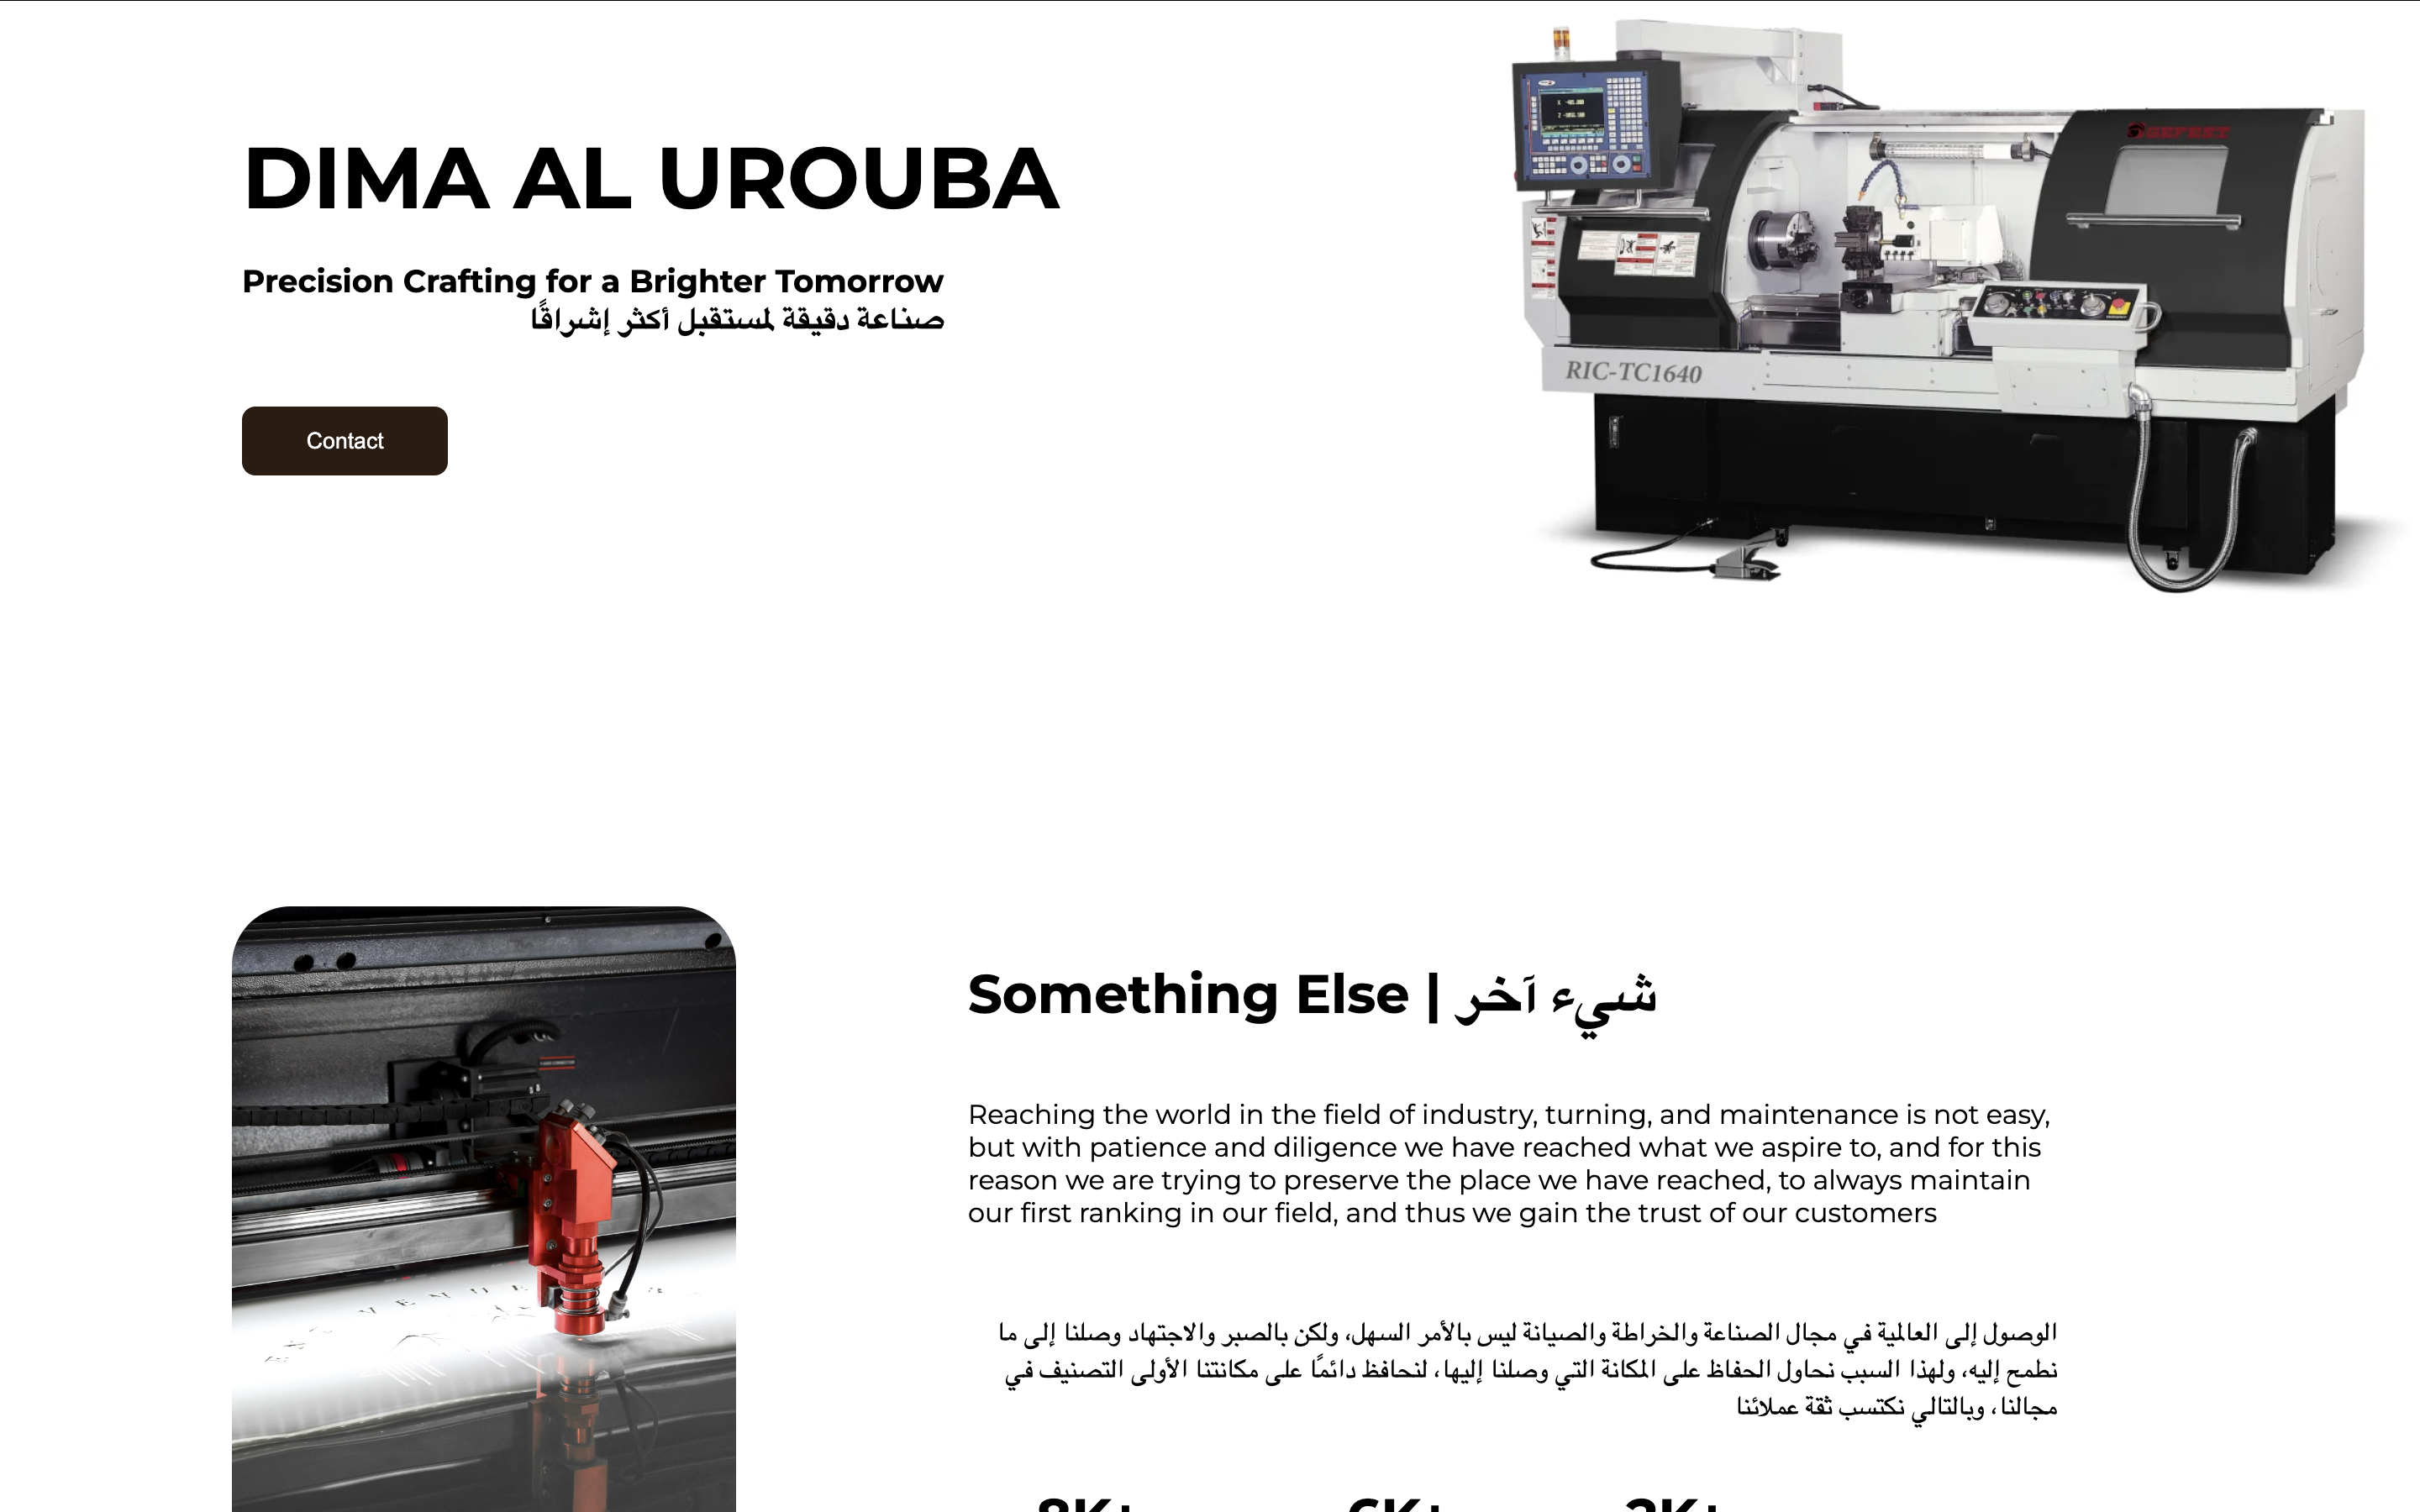 DIMA AL UROUBA
Precision Crafting for a Brighter Tomorrow
صناعة دقيقة لمستقبل أكثر إشراقًا
Contact
RIC-TC1640
Something Else | شيء آخر
Reaching the world in the field of industry, turning, and maintenance is not easy,
but with patience and diligence we have reached what we aspire to, and for this
reason we are trying to preserve the place we have reached, to always maintain
our first ranking in our field, and thus we gain the trust of our customers
الوصول إلى العالمية في مجال الصناعة والخراطة والصيانة ليس بالأمر السهل، ولكن بالصبر والاجتهاد وصلنا إلى ما
نطمح إليه، ولهذا السبب نحاول الحفاظ على المكانة التي وصلنا إليها، لنحافظ دائمًا على مكانتنا الأولى التصنيف في
مجالنا، وبالتالي نكتسب ثقة عملائنا